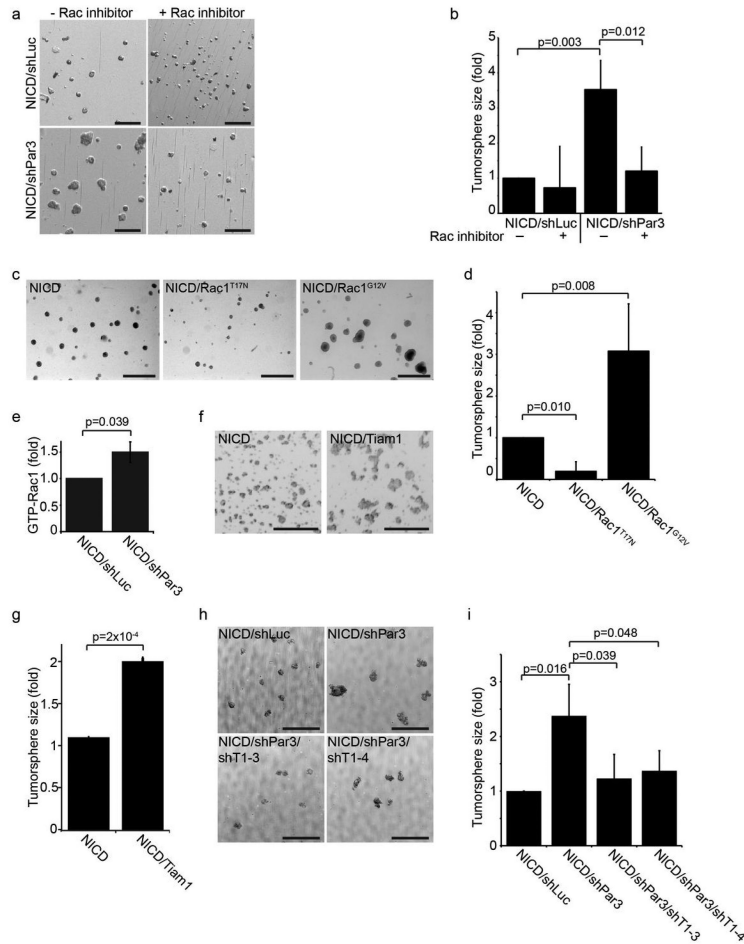 a
- Rac inhibitor
+ Rac inhibitor
NICD/shLuc
NICD/shPar3
b
p=0.003
p=0.012
Tumorsphere size (fold)
5
4
3
2
1
0
NICD/shLuc
NICD/shPar3
Rac inhibitor
–
+
–
+
c
NICD
NICD/Rac1T17N
NICD/Rac1G12V
d
p=0.008
p=0.010
Tumorsphere size (fold)
4
3
2
1
0
NICD
NICD/Rac1T17N
NICD/Rac1G12V
e
p=0.039
GTP-Rac1 (fold)
1.5
1.0
0.5
0
NICD/shLuc
NICD/shPar3
f
NICD
NICD/Tiam1
g
p=2x10-4
Tumorsphere size (fold)
2
1
0
NICD
NICD/Tiam1
h
NICD/shLuc
NICD/shPar3
NICD/shPar3/
shT1-3
NICD/shPar3/
shT1-4
i
p=0.048
p=0.039
p=0.016
Tumorsphere size (fold)
3
2
1
0
NICD/shLuc
NICD/shPar3
NICD/shPar3/shT1-3
NICD/shPar3/shT1-4